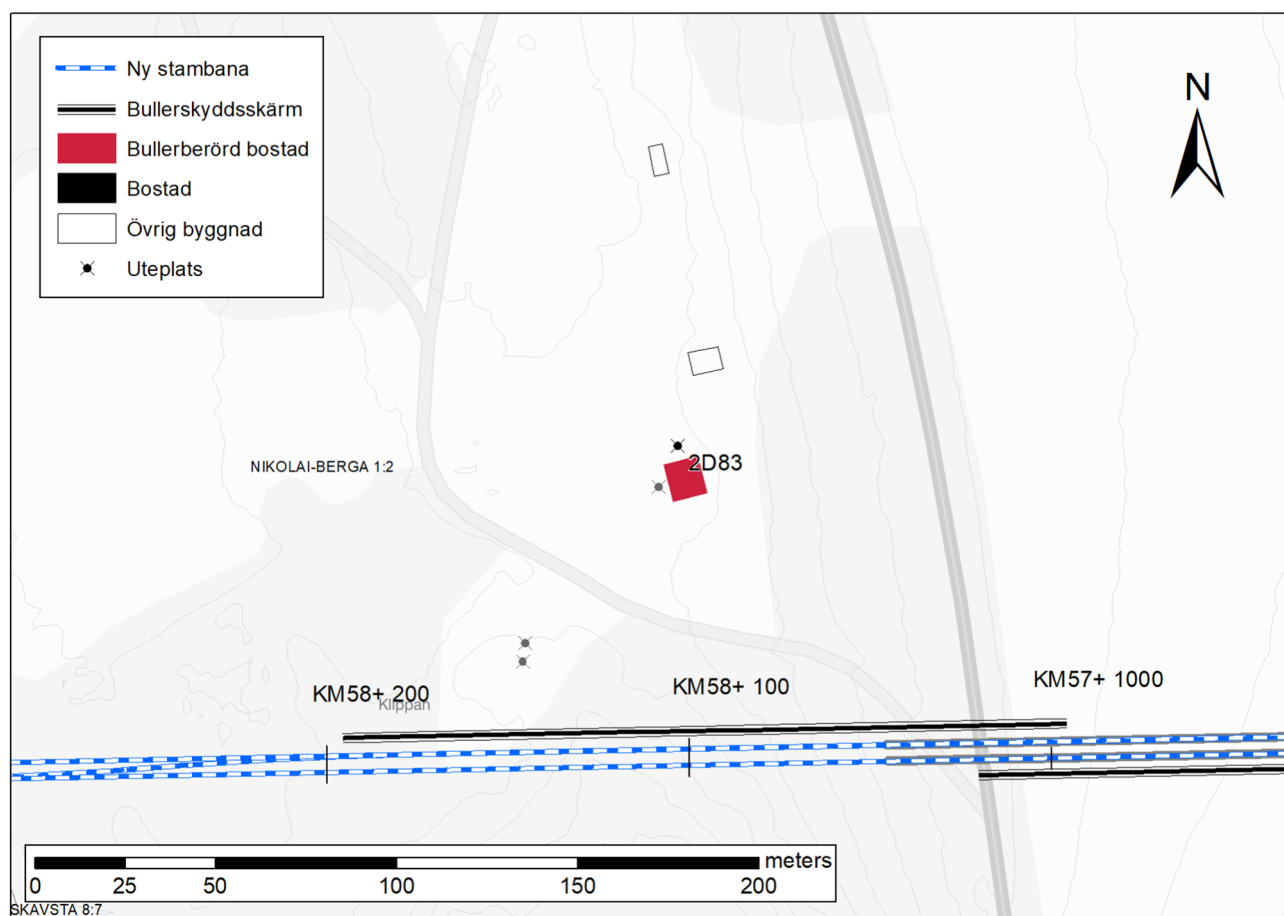 Ny stambana
Bullerskyddsskärm
Bullerberörd bostad
Bostad
Övrig byggnad
Uteplats
N
2D83
NIKOLAI-BERGA 1:2
KM57+ 1000
KM58+ 100
KM58+ 200
Klippan
meters
0 25 50 100 150 200
SKAVSTA 8:7